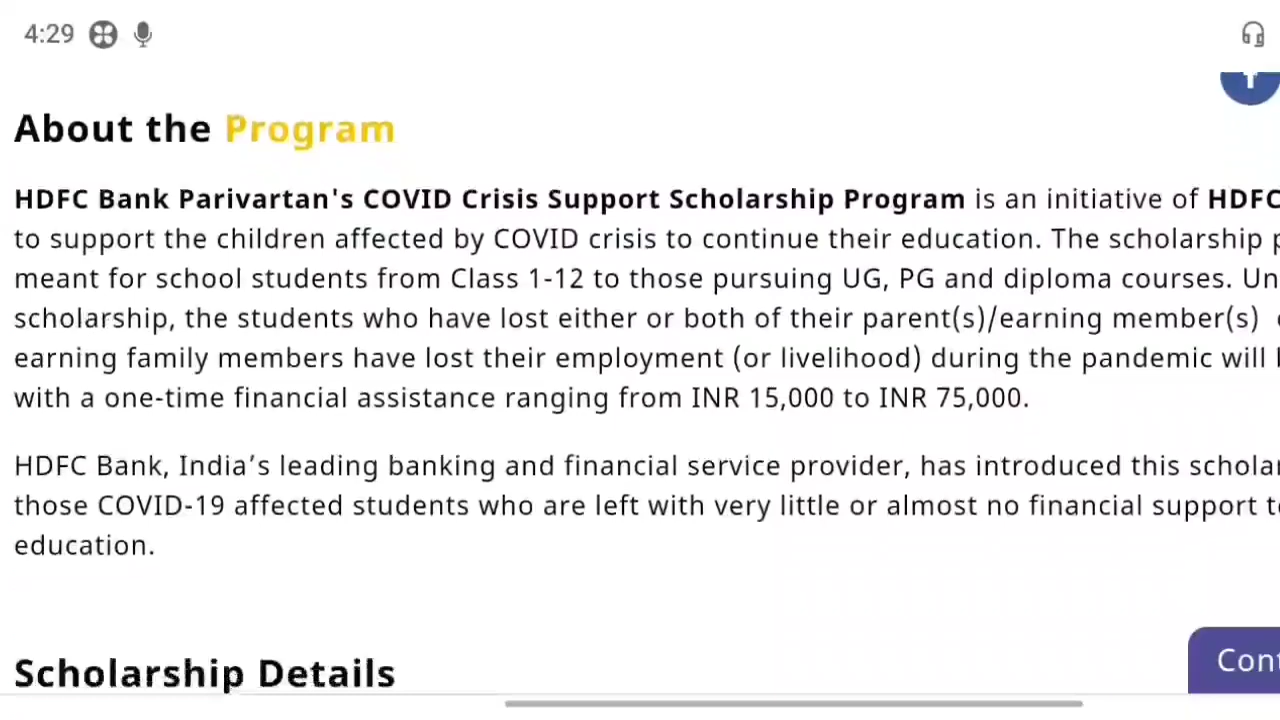 4:29
About the Program
HDFC Bank Parivartan's COVID Crisis Support Scholarship Program is an initiative of HDFC
to support the children affected by COVID crisis to continue their education. The scholarship
meant for school students from Class 1-12 to those pursuing UG, PG and diploma courses.
scholarship, the students who have lost either or both of their parent(s)/earning member(s)
earning family members have lost their employment (or livelihood) during the pandemic will
with a one-time financial assistance ranging from INR 15,000 to INR 75,000.
HDFC Bank, India’s leading banking and financial service provider, has introduced this
those COVID-19 affected students who are left with very little or almost no financial support
education.
Scholarship Details